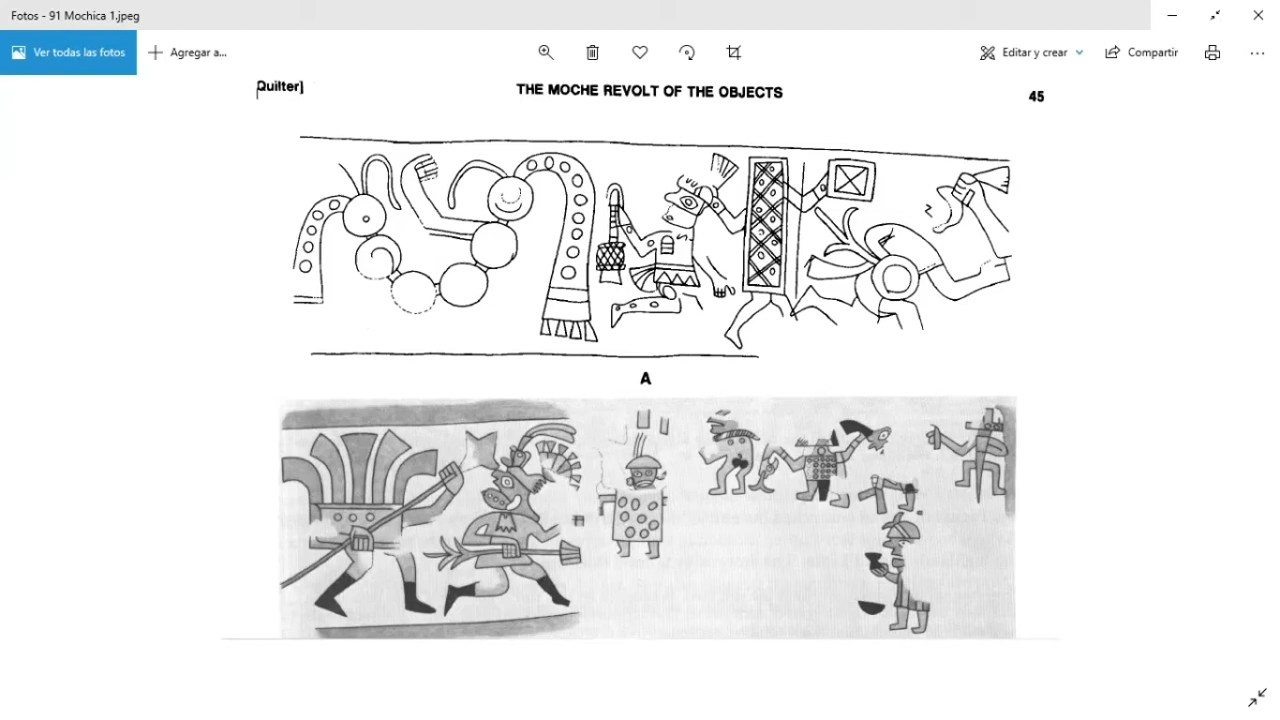 Fotos - 91 Mochica 1.jpeg
Ver todas las fotos
Agregar a...
Editar y crear
Compartir
Quilter]
THE MOCHE REVOLT OF THE OBJECTS
45
A